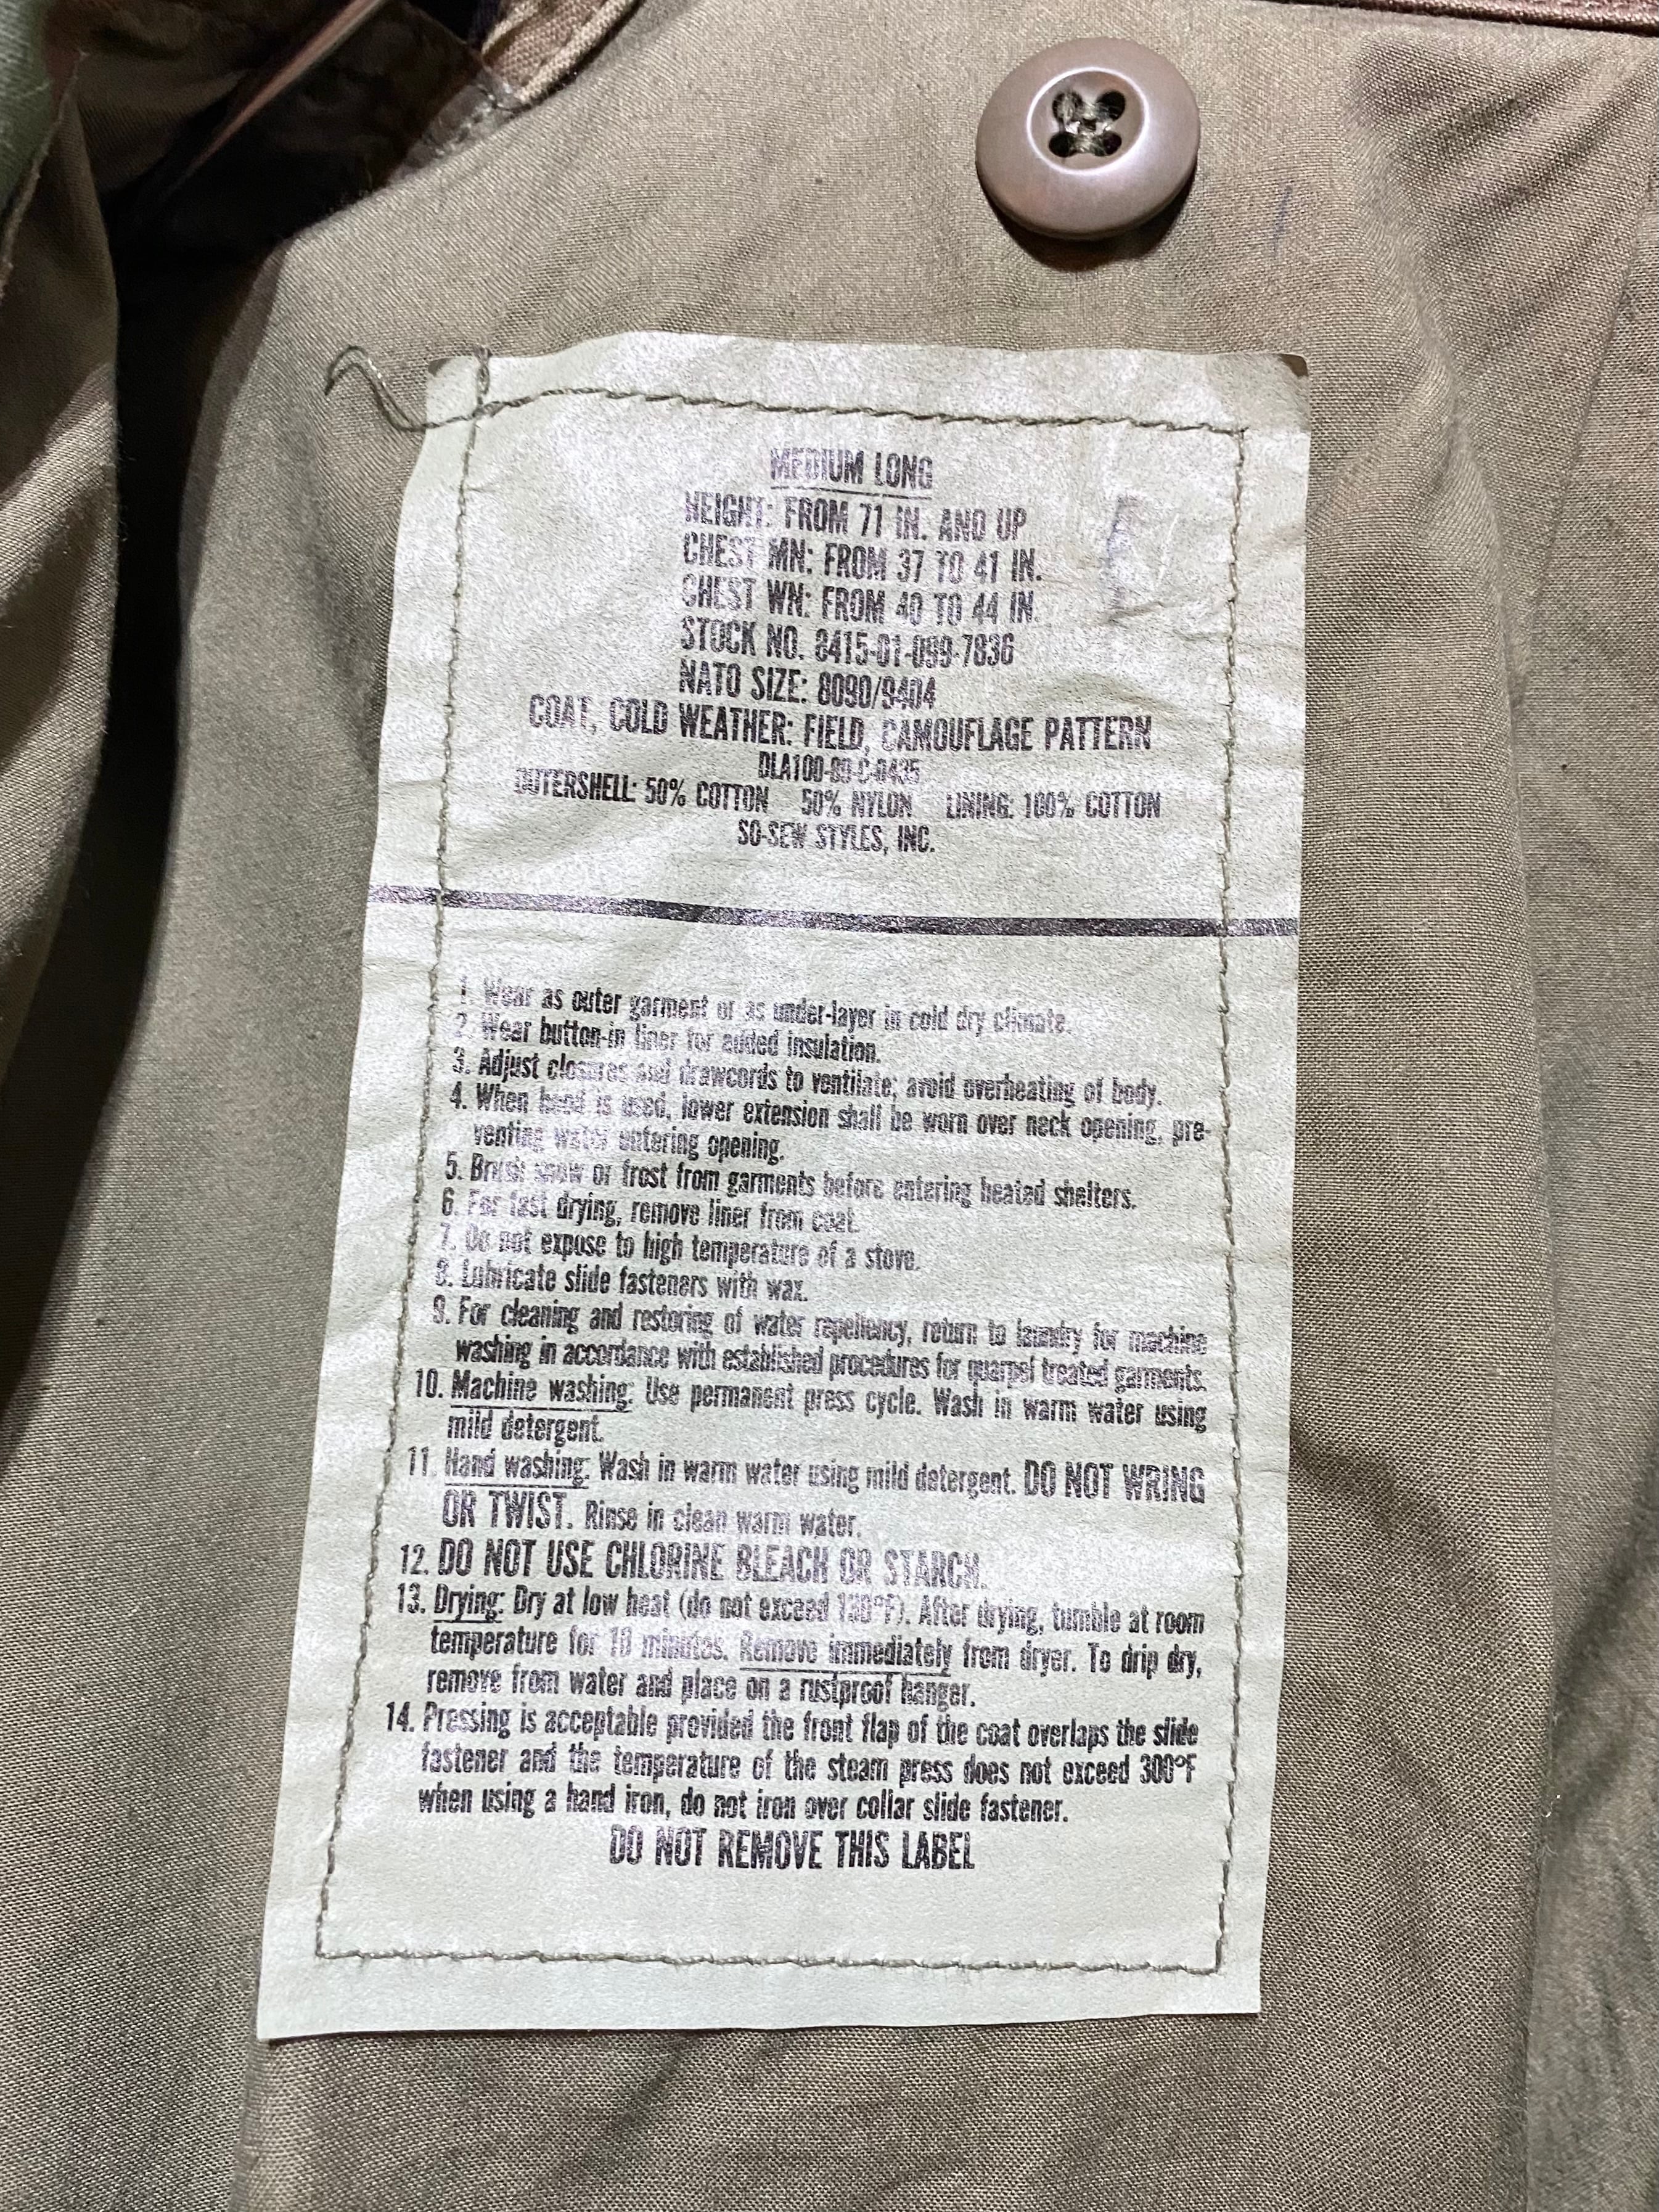 MEDIUM LONG
HEIGHT: FROM 71 IN. AND UP
CHEST MN: FROM 37 TO 41 IN.
CHEST WN: FROM 40 TO 44 IN.
STOCK NO. 8415-01-099-7836
NATO SIZE: 8090/9404
COAT, COLD WEATHER: FIELD, CAMOUFLAGE PATTERN
DLA100-89-C-0435
OUTERSHELL: 50% COTTON 50% NYLON LINING: 100% COTTON
SO-SEW STYLES, INC.
1. Wear as outer garment or as under-layer in cold dry climate.
2. Wear button-in liner for added insulation.
3. Adjust closures and drawcords to ventilate; avoid overheating of body.
4. When hood is used, lower extension shall be worn over neck opening, pre-
venting water entering opening.
5. Brush snow or frost from garments before entering heated shelters.
6. For fast drying, remove liner from coat.
7. Do not expose to high temperature of a stove.
8. Lubricate slide fasteners with wax.
9. For cleaning and restoring of water repellency, return to laundry for machine
washing in accordance with established procedures for quarpel treated garments.
10. Machine washing: Use permanent press cycle. Wash in warm water using
mild detergent.
11. Hand washing: Wash in warm water using mild detergent. DO NOT WRING
OR TWIST. Rinse in clean warm water.
12. DO NOT USE CHLORINE BLEACH OR STARCH.
13. Drying: Dry at low heat (do not exceed 130°F). After drying, tumble at room
temperature for 10 minutes. Remove immediately from dryer. To drip dry,
remove from water and place on a rustproof hanger.
14. Pressing is acceptable provided the front flap of the coat overlaps the slide
fastener and the temperature of the steam press does not exceed 300°F
when using a hand iron, do not iron over collar slide fastener.
DO NOT REMOVE THIS LABEL